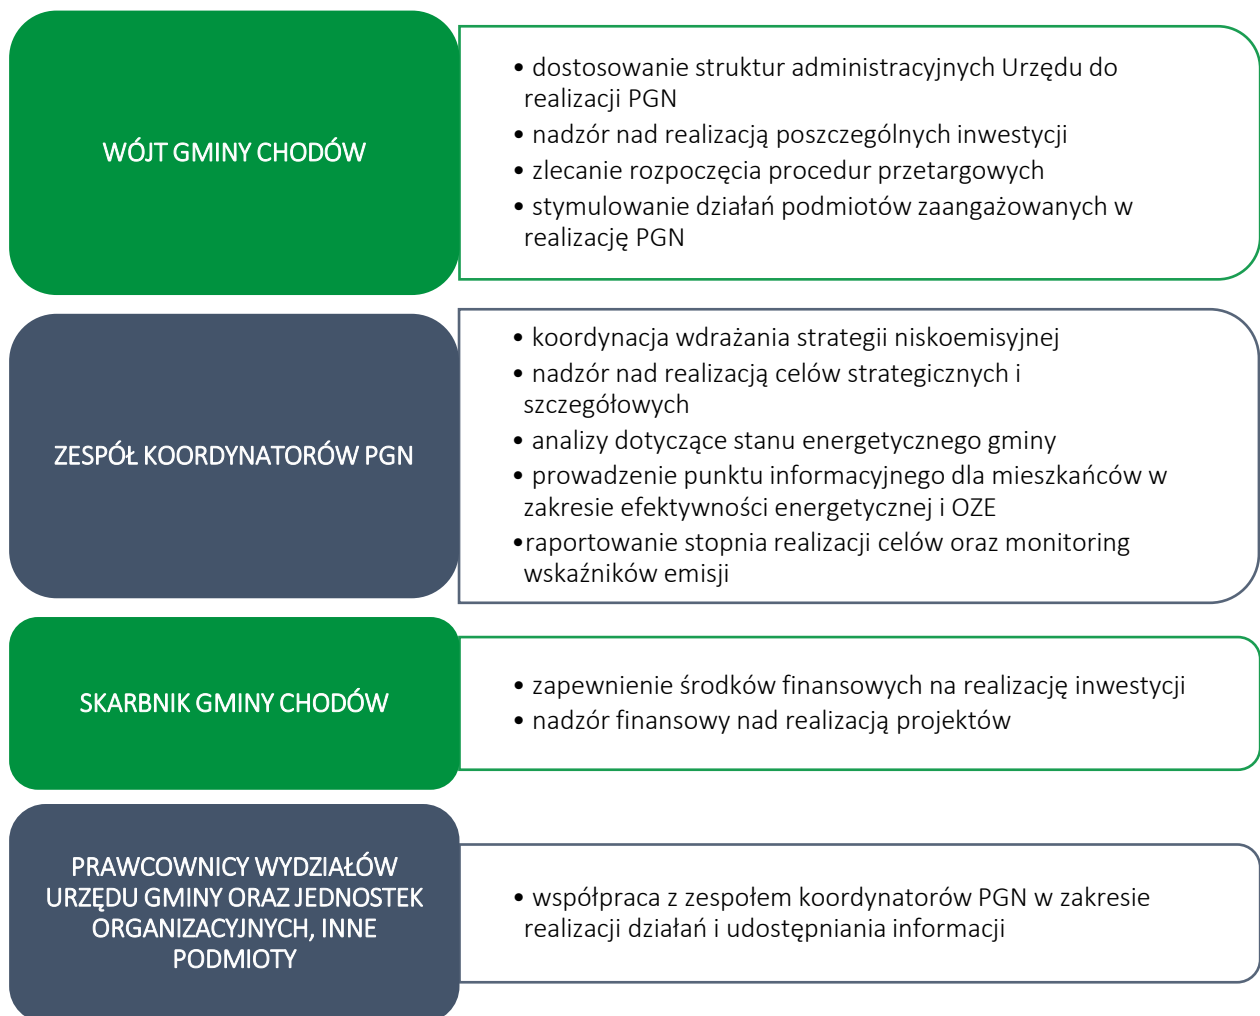 WÓJT GMINY CHODÓW
• dostosowanie struktur administracyjnych Urzędu do
realizacji PGN
• nadzór nad realizacją poszczególnych inwestycji
• zlecanie rozpoczęcia procedur przetargowych
• stymulowanie działań podmiotów zaangażowanych w
realizację PGN
ZESPÓŁ KOORDYNATORÓW PGN
• koordynacja wdrażania strategii niskoemisyjnej
• nadzór nad realizacją celów strategicznych i
szczegółowych
• analizy dotyczące stanu energetycznego gminy
• prowadzenie punktu informacyjnego dla mieszkańców w
zakresie efektywności energetycznej i OZE
•raportowanie stopnia realizacji celów oraz monitoring
wskaźników emisji
SKARBNIK GMINY CHODÓW
• zapewnienie środków finansowych na realizację inwestycji
• nadzór finansowy nad realizacją projektów
PRAWCOWNICY WYDZIAŁÓW
URZĘDU GMINY ORAZ JEDNOSTEK
ORGANIZACYJNYCH, INNE
PODMIOTY
• współpraca z zespołem koordynatorów PGN w zakresie
realizacji działań i udostępniania informacji